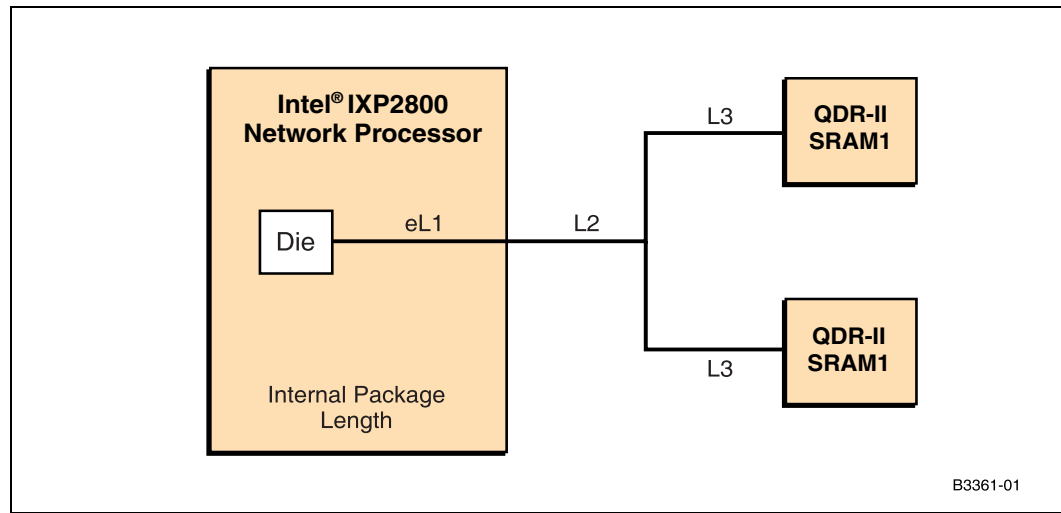 Intel® IXP2800
Network Processor
Die
eL1
L2
L3
QDR-II
SRAM1
L3
QDR-II
SRAM1
Internal Package
Length
B3361-01